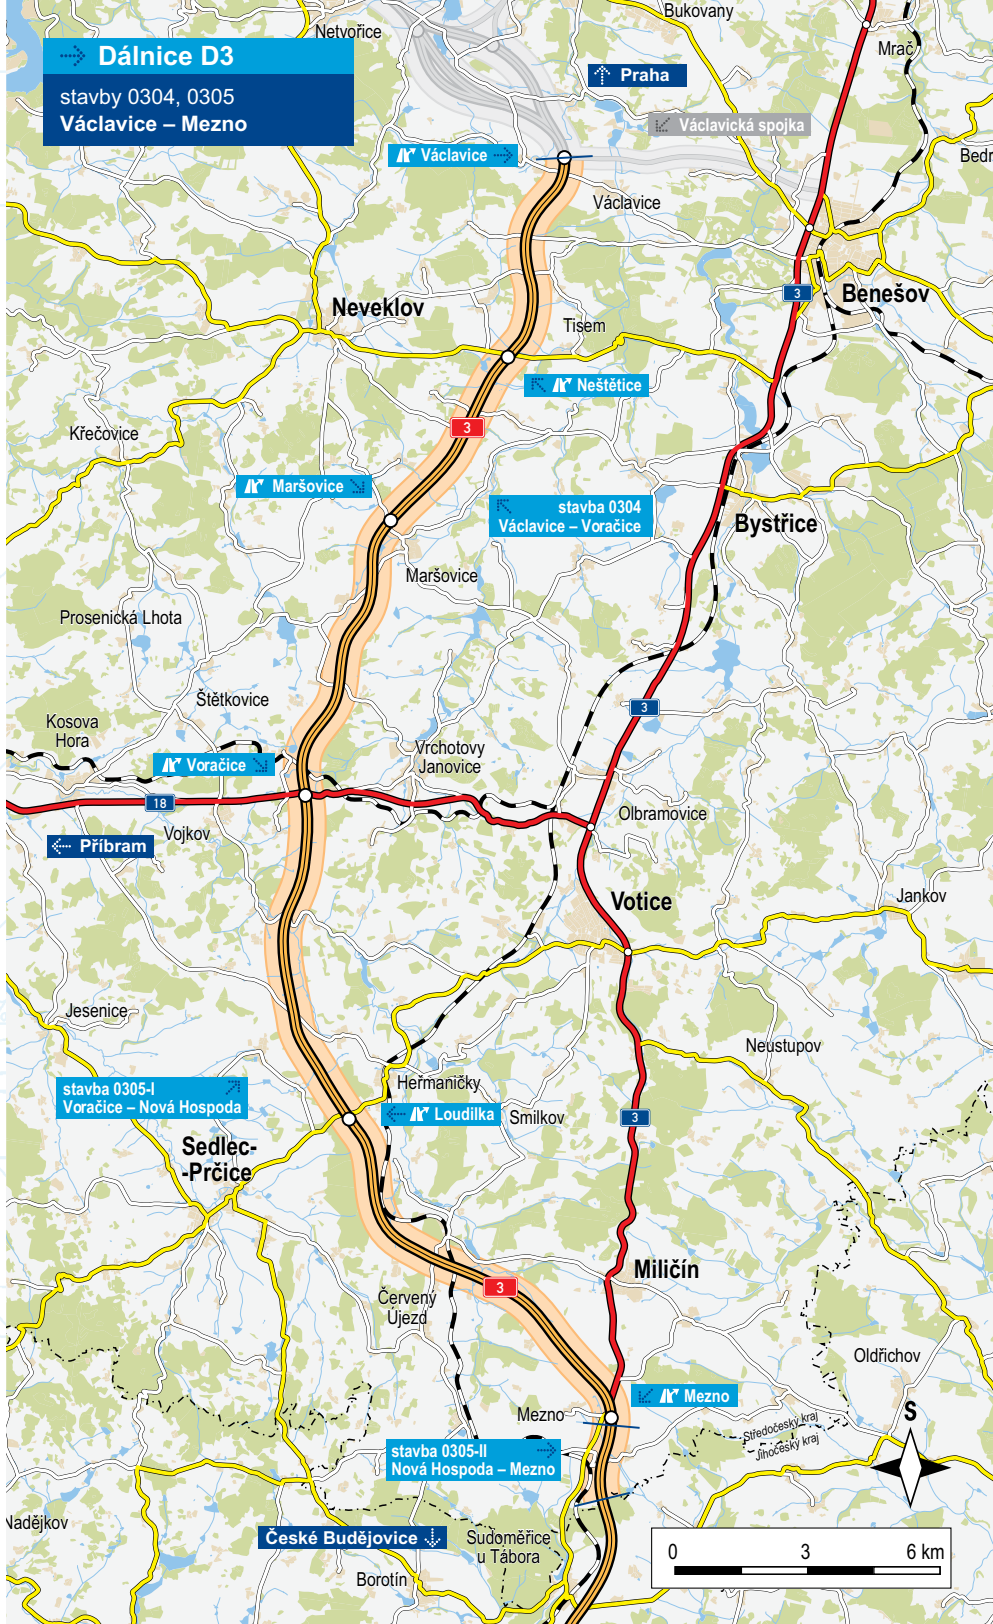 Netvořice
Bukovany
Mrač
Dálnice D3
stavby 0304, 0305
Václavice – Mezno
Praha
Václavická spojka
Václavice
Bedr
Václavice
Benešov
3
Neveklov
Tisem
Neštětice
3
Křečovice
Maršovice
stavba 0304
Václavice – Voračice
Bystřice
Maršovice
Prosenická Lhota
Štětkovice
3
Kosova
Hora
Vrchotovy
Janovice
Voračice
18
Olbramovice
Vojkov
Příbram
Votice
Jankov
Jesenice
Neustupov
Heřmaničky
stavba 0305-I
Voračice – Nová Hospoda
Loudilka
Smilkov
3
Sedlec-
-Prčice
Miličín
3
Červený
Újezd
Oldřichov
Mezno
Mezno
S
Středočeský kraj
Jihočeský kraj
stavba 0305-II
Nová Hospoda – Mezno
Nadějkov
České Budějovice
Sudoměřice
u Tábora
0 3 6 km
Borotín